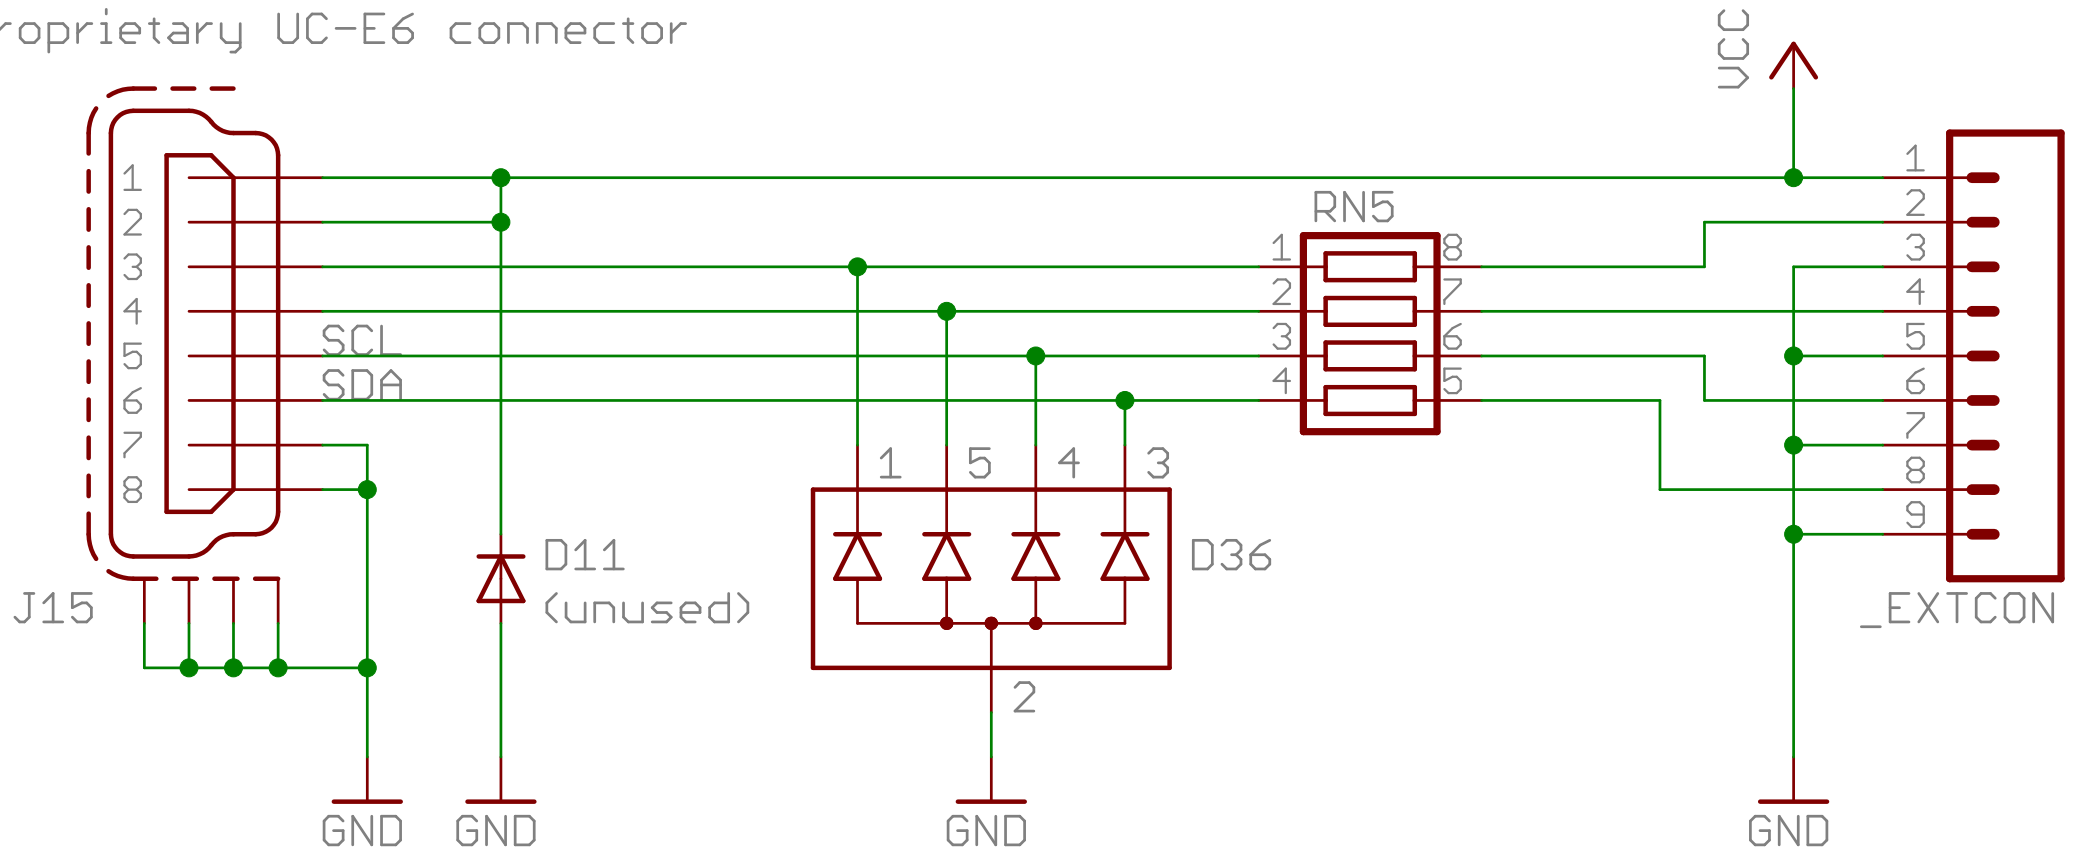 roprietary UC-E6 connector
VCC
1
2
3
4
5
6
7
8
SCL
SDA
J15
D11
(unused)
1 5 4 3
D36
2
RN5
1 8
2 7
3 6
4 5
1
2
3
4
5
6
7
8
9
_EXTCON
GND GND GND GND